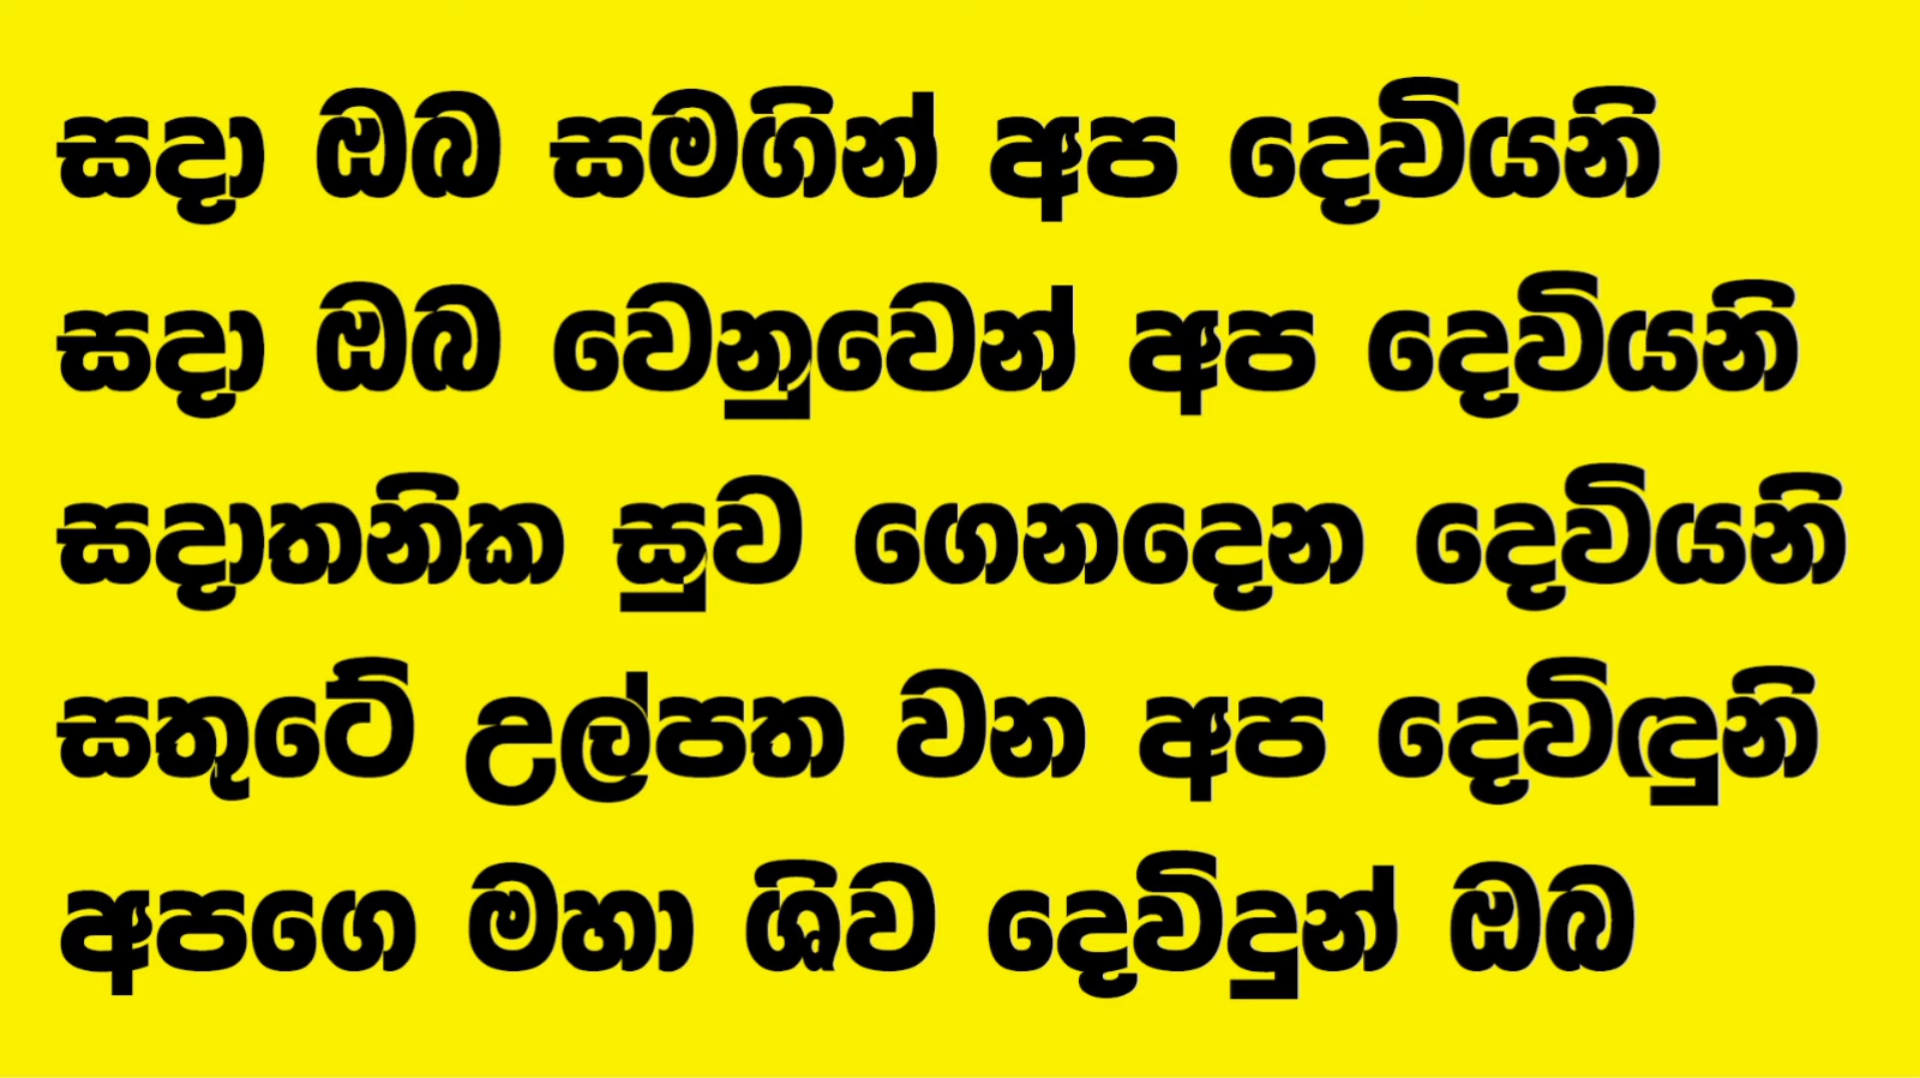 සදා ඔබ සමගින් අප දෙවියනි
සදා ඔබ වෙනුවෙන් අප දෙවියනි
සදාතනික සුව ගෙනදෙන දෙවියනි
සතුටේ උල්පත වන අප දෙවිඳුනි
අපගෙ මහා ශිව දෙවිදුන් ඔබ